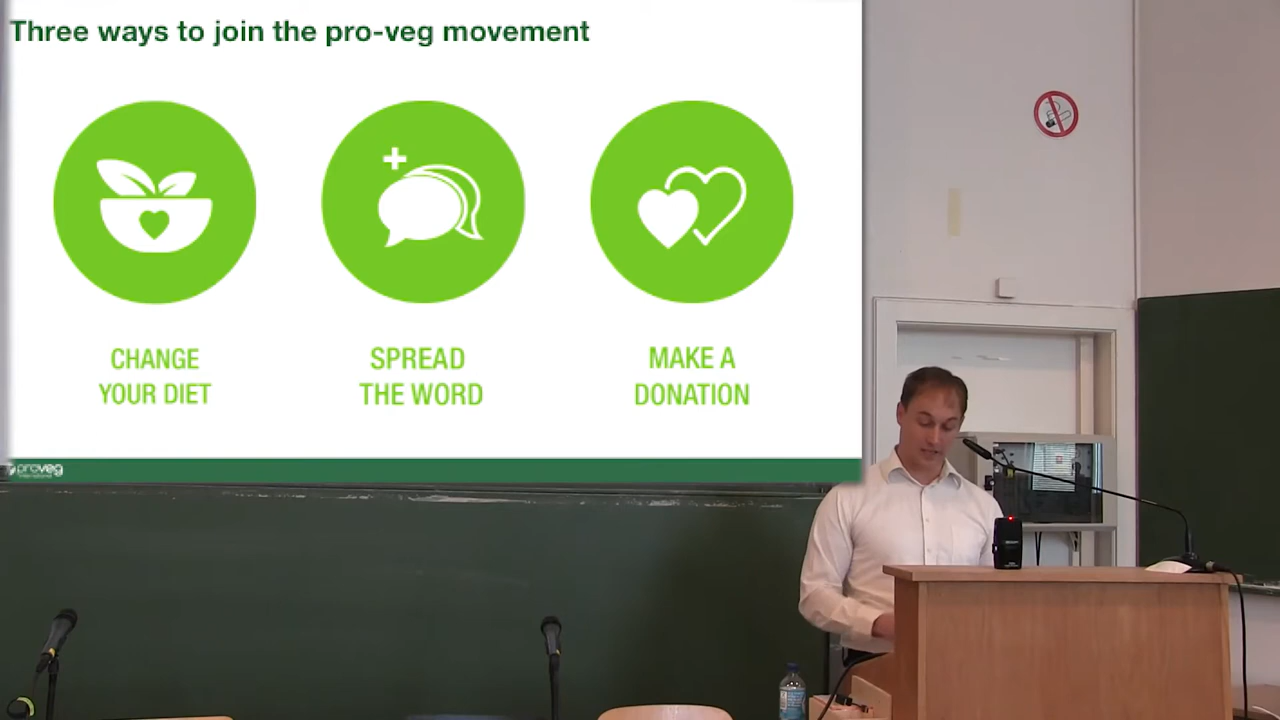 Three ways to join the pro-veg movement
CHANGE
YOUR DIET
SPREAD
THE WORD
MAKE A
DONATION
proveg